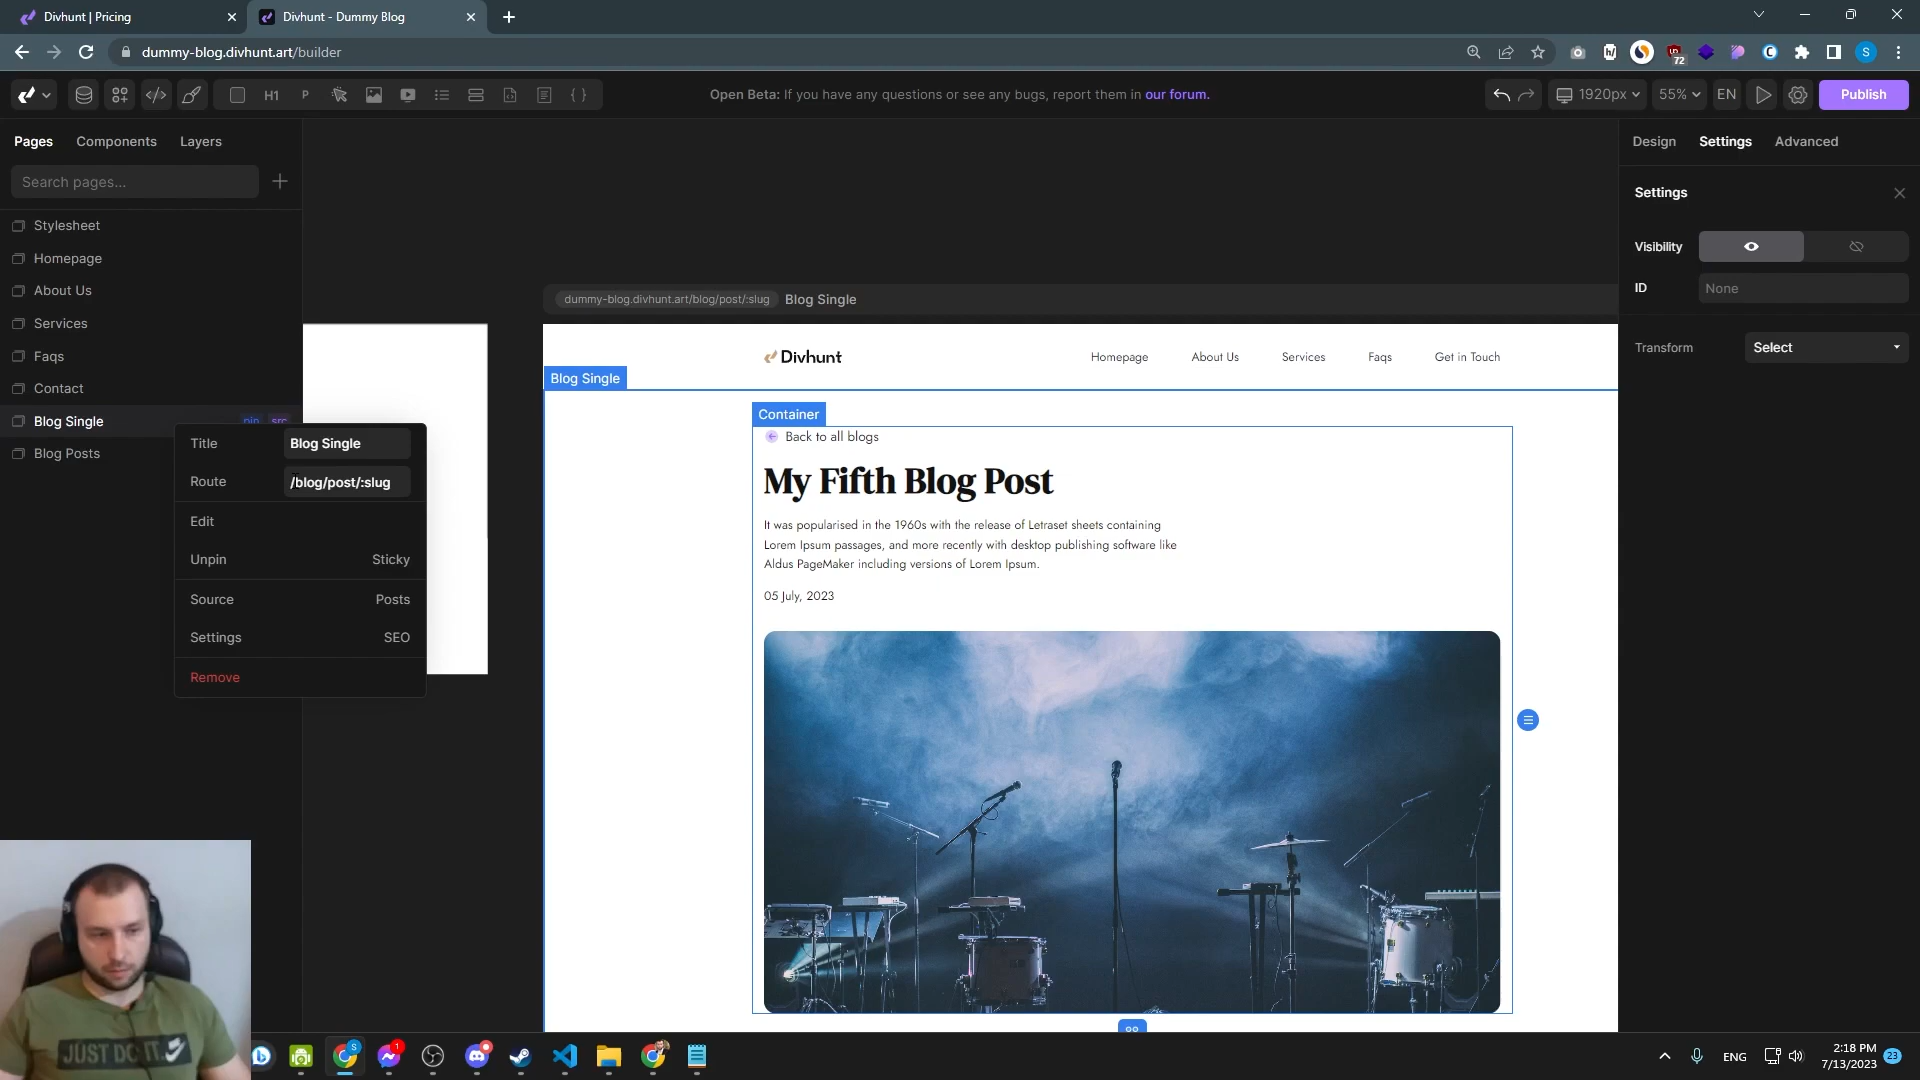 Divhunt | Pricing
Divhunt - Dummy Blog
dummy-blog.divhunt.art/builder
72
S
H1
P
Open Beta: If you have any questions or see any bugs, report them in our forum.
1920px
55%
EN
Publish
Pages
Components
Layers
Search pages...
Stylesheet
Homepage
About Us
Services
Faqs
Contact
Blog Single
pin
src
Blog Posts
Title
Blog Single
Route
/blog/post/:slug
Edit
Unpin
Sticky
Source
Posts
Settings
SEO
Remove
dummy-blog.divhunt.art/blog/post/:slug
Blog Single
Divhunt
Homepage
About Us
Services
Faqs
Get in Touch
Blog Single
Container
Back to all blogs
My Fifth Blog Post
It was popularised in the 1960s with the release of Letraset sheets containing
Lorem Ipsum passages, and more recently with desktop publishing software like
Aldus PageMaker including versions of Lorem Ipsum.
05 July, 2023
Design
Settings
Advanced
Settings
Visibility
ID
None
Transform
Select
JUST DO IT
S
1
ENG
2:18 PM
7/13/2023
23